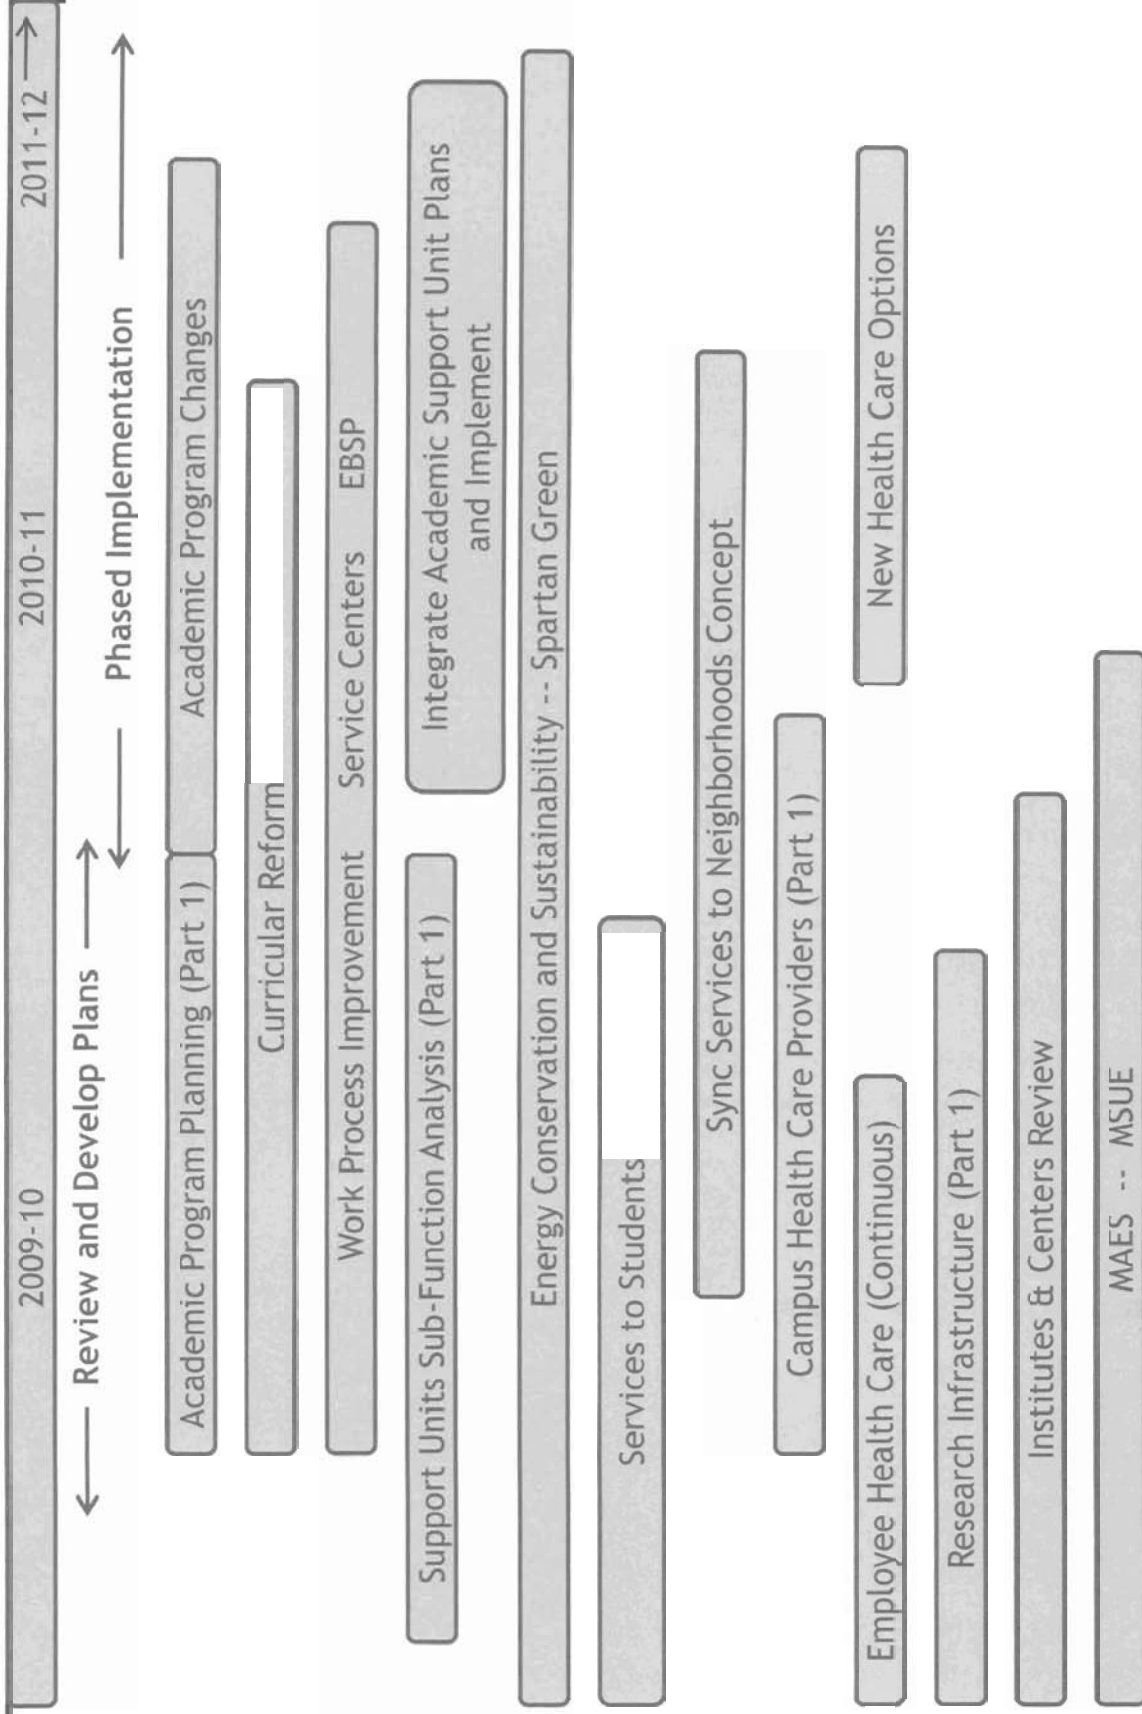 2009-10 2010-11 2011-12
Review and Develop Plans
Phased Implementation
Academic Program Planning (Part 1) Academic Program Changes
Curricular Reform
Work Process Improvement Service Centers EBSP
Support Units Sub-Function Analysis (Part 1)
Integrate Academic Support Unit Plans
and Implement
Energy Conservation and Sustainability -- Spartan Green
Services to Students
Sync Services to Neighborhoods Concept
Campus Health Care Providers (Part 1)
Employee Health Care (Continuous) New Health Care Options
Research Infrastructure (Part 1)
Institutes & Centers Review
MAES -- MSUE